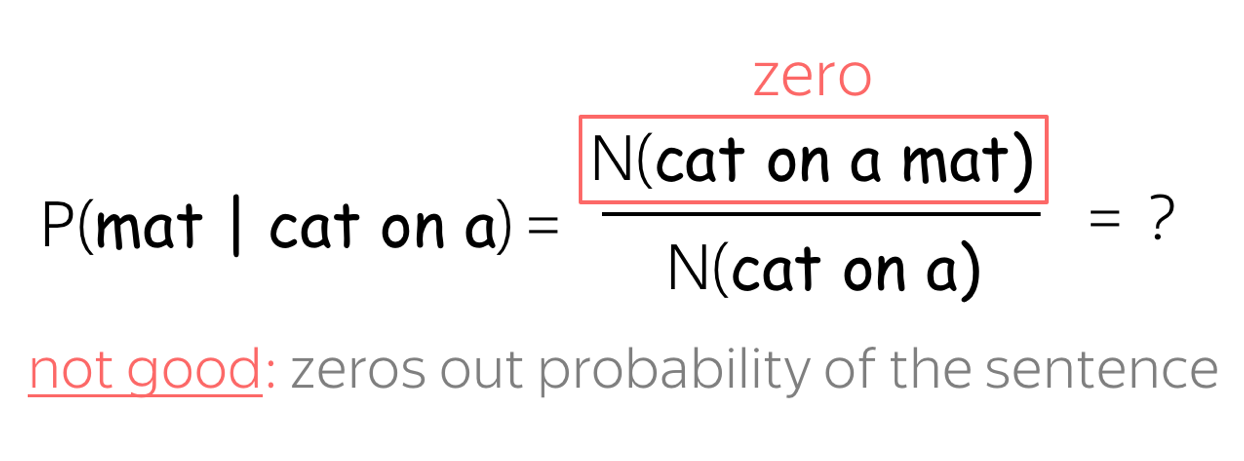 zero
P(mat | cat on a) = N(cat on a mat) / N(cat on a) = ?
not good: zeros out probability of the sentence